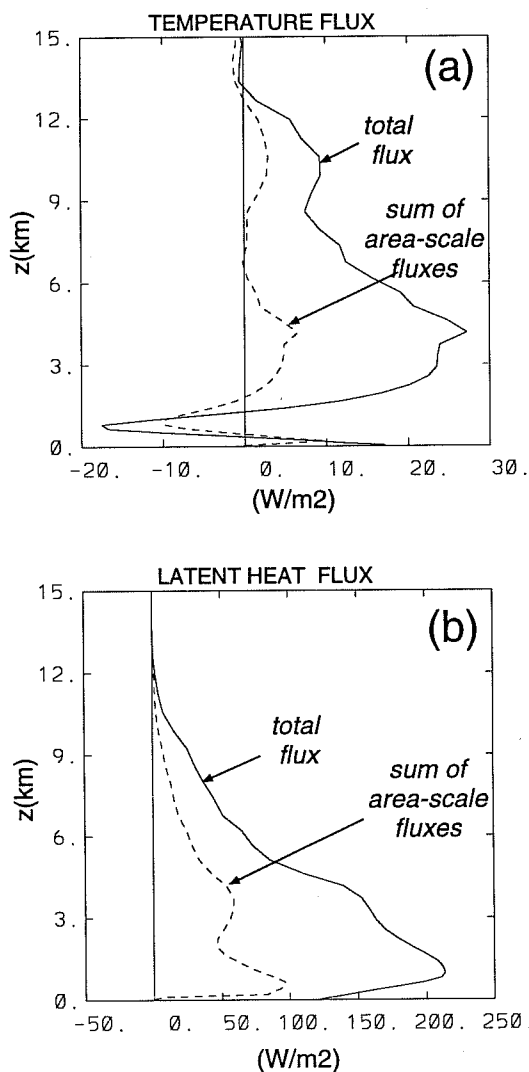 TEMPERATURE FLUX
15.
(a)
total
flux
12.
9.
sum of
area-scale
fluxes
z(km)
6.
3.
0.
-20. -10. 0. 10. 20. 30.
(W/m2)
LATENT HEAT FLUX
15.
(b)
12.
total
flux
9.
sum of
area-scale
fluxes
z(km)
6.
3.
0.
-50. 0. 50. 100. 150. 200. 250.
(W/m2)